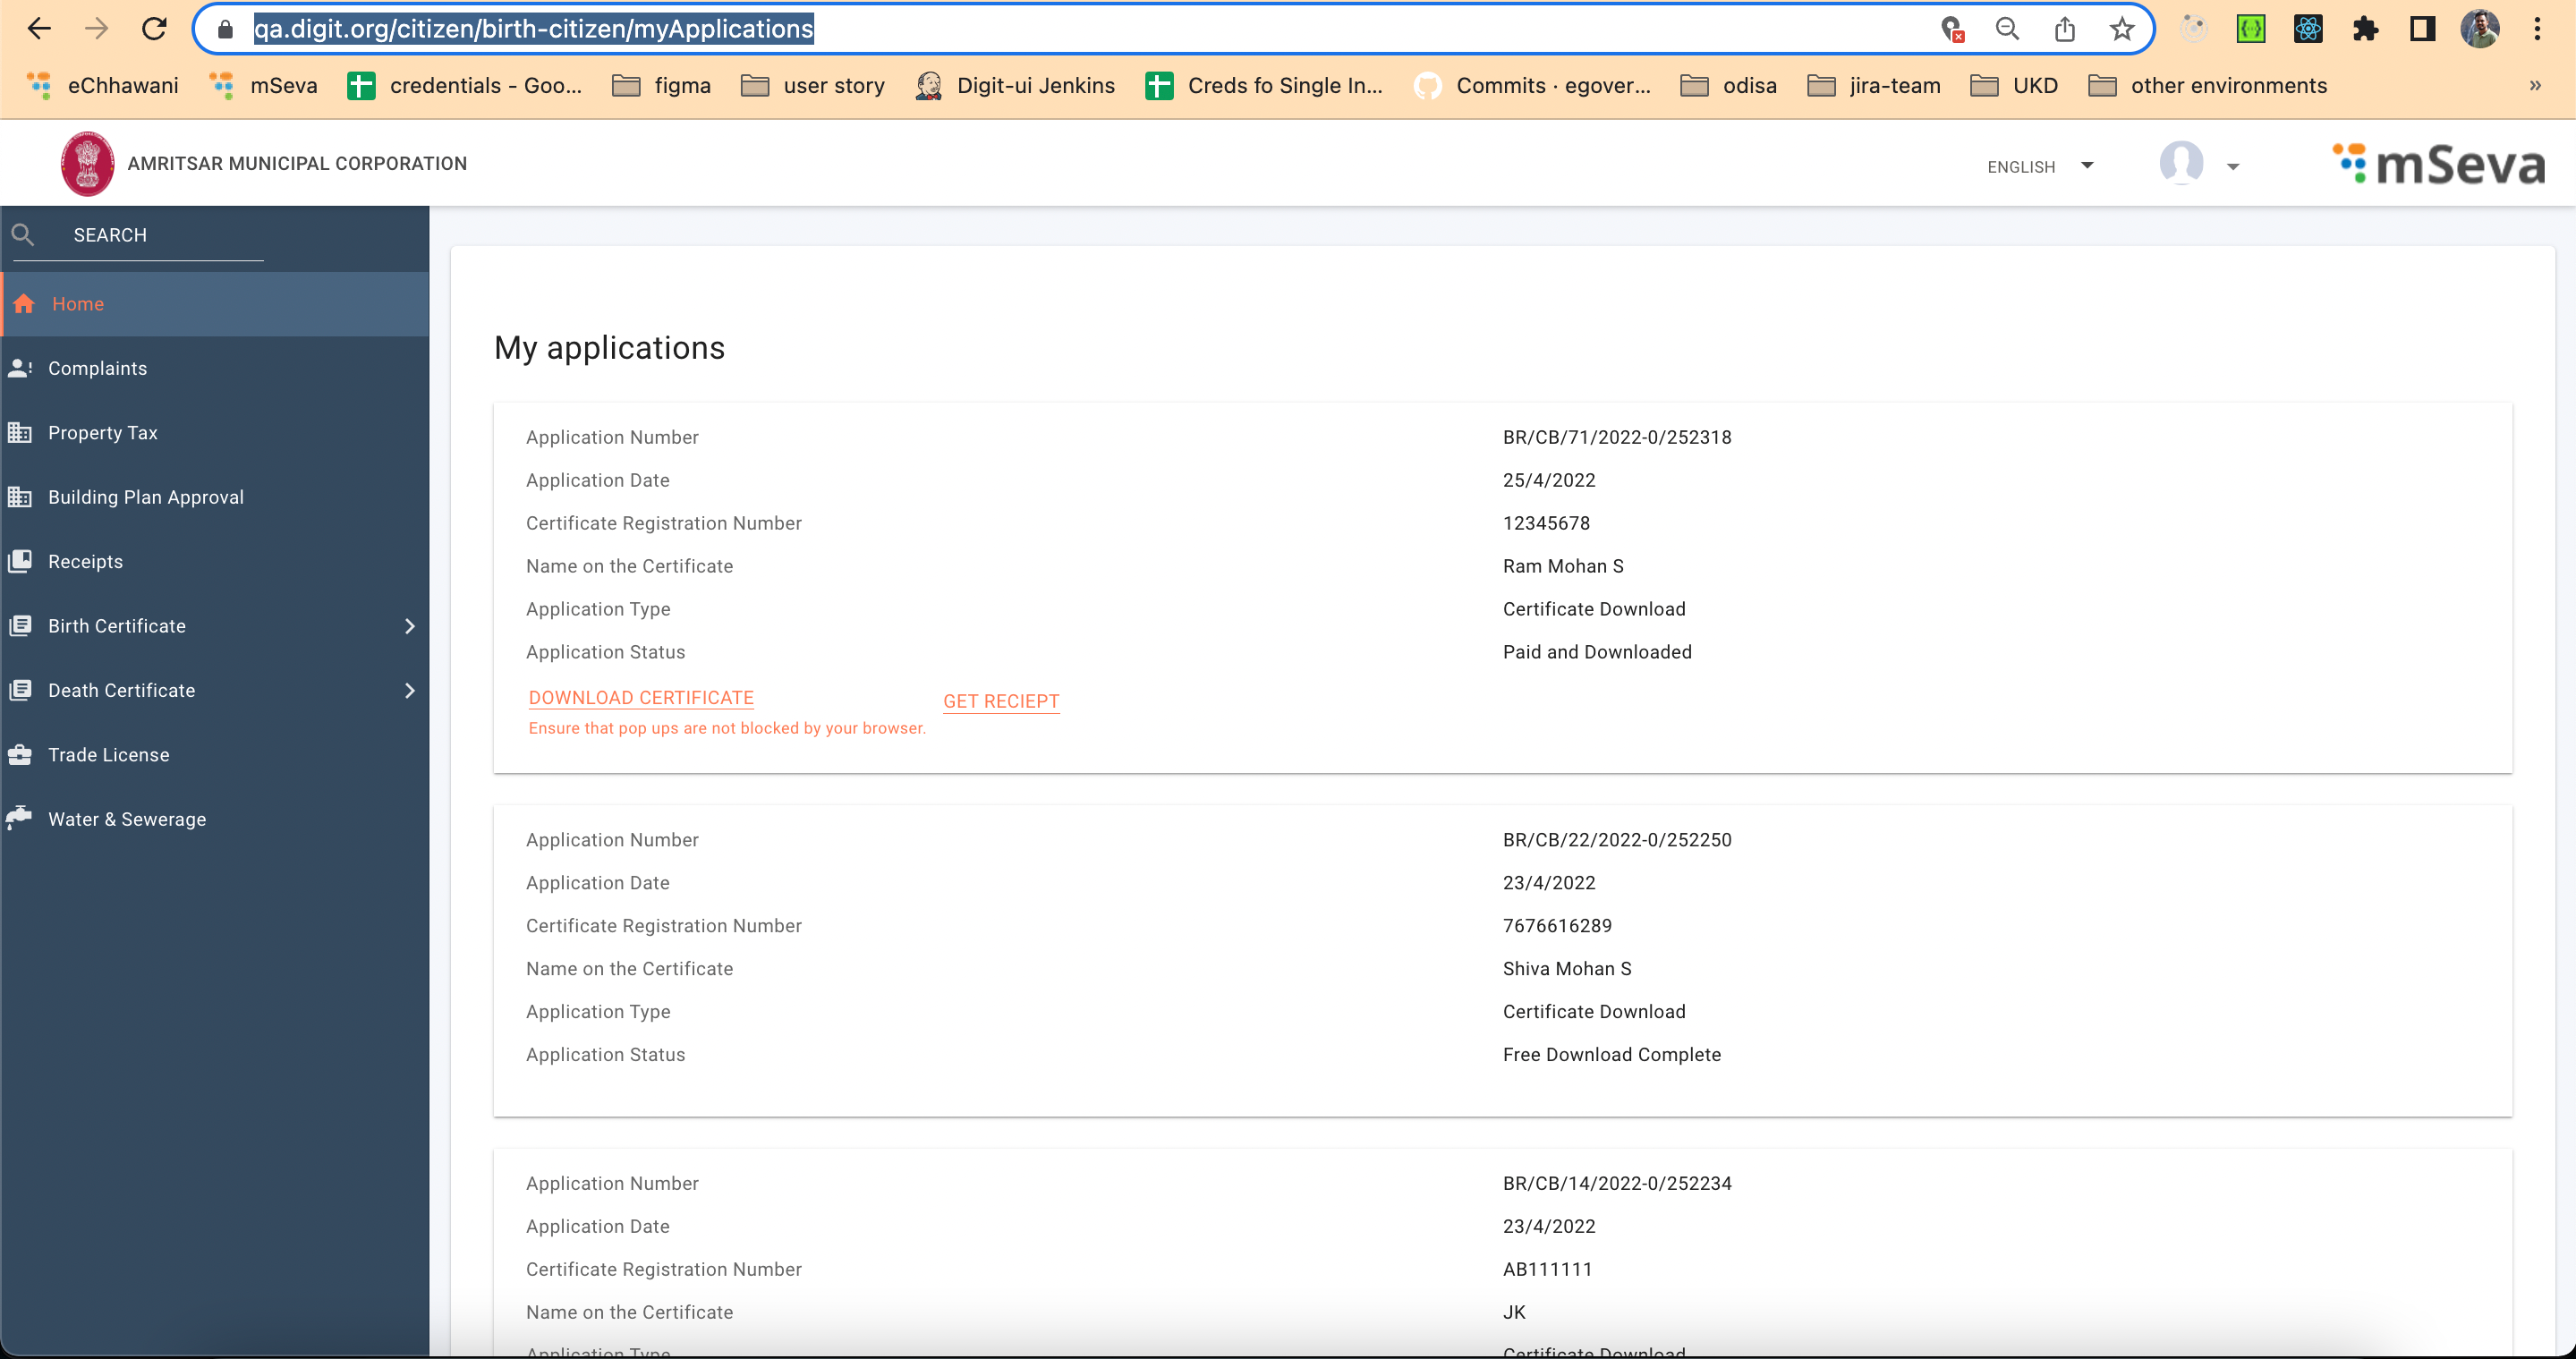 qa.digit.org/citizen/birth-citizen/myApplications
eChhawani mSeva credentials - Goo... figma user story Digit-ui Jenkins Creds fo Single In... Commits · egover... odisa jira-team UKD other environments »
AMRITSAR MUNICIPAL CORPORATION ENGLISH mSeva
SEARCH
Home
Complaints
Property Tax
Building Plan Approval
Receipts
Birth Certificate
Death Certificate
Trade License
Water & Sewerage
My applications
Application Number BR/CB/71/2022-0/252318
Application Date 25/4/2022
Certificate Registration Number 12345678
Name on the Certificate Ram Mohan S
Application Type Certificate Download
Application Status Paid and Downloaded
DOWNLOAD CERTIFICATE GET RECIEPT
Ensure that pop ups are not blocked by your browser.
Application Number BR/CB/22/2022-0/252250
Application Date 23/4/2022
Certificate Registration Number 7676616289
Name on the Certificate Shiva Mohan S
Application Type Certificate Download
Application Status Free Download Complete
Application Number BR/CB/14/2022-0/252234
Application Date 23/4/2022
Certificate Registration Number AB111111
Name on the Certificate JK
Application Type Certificate Download